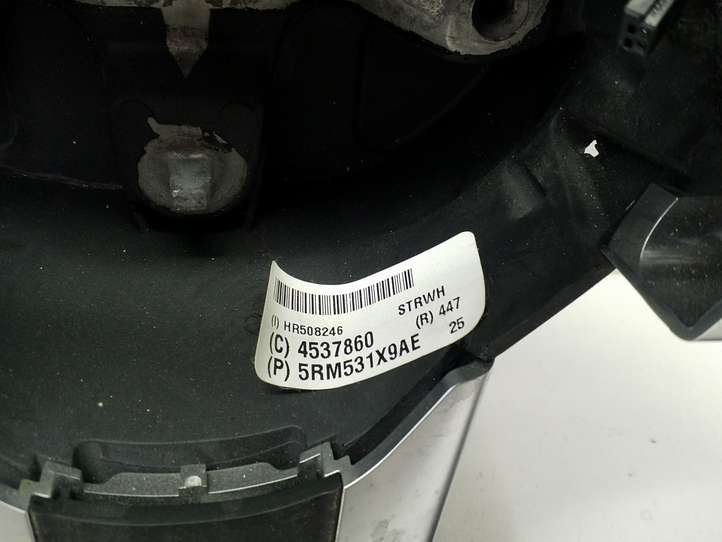 STRWH
(I) HR508246
(R) 447
(C) 4537860
25
(P) 5RM531X9AE